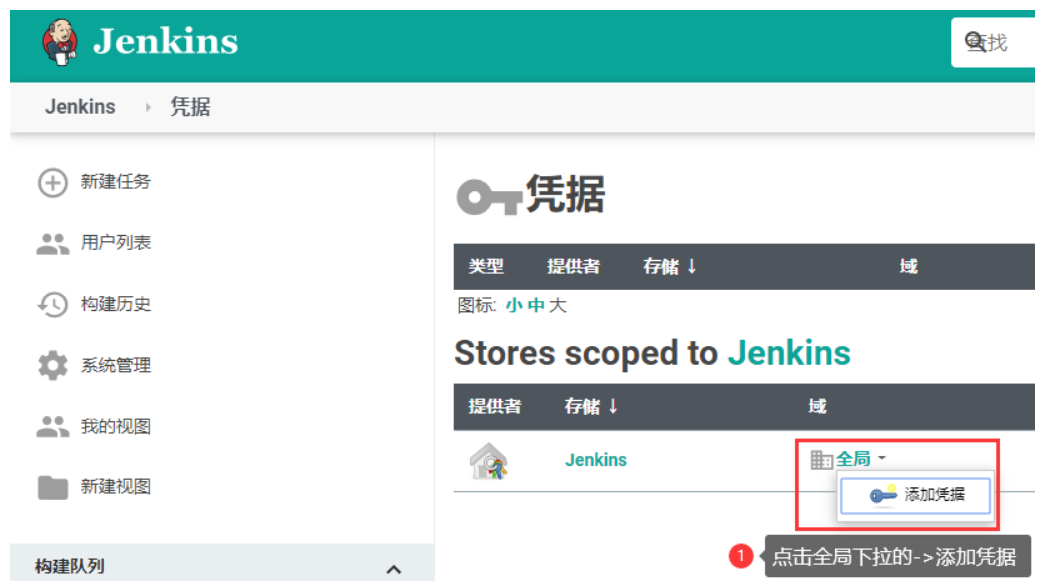 Jenkins
查找
Jenkins
凭据
新建任务
用户列表
构建历史
系统管理
我的视图
新建视图
构建队列
凭据
类型 提供者 存储 ↓ 域
图标: 小 中 大
Stores scoped to Jenkins
提供者 存储 ↓ 域
Jenkins 全局
添加凭据
1 点击全局下拉的->添加凭据